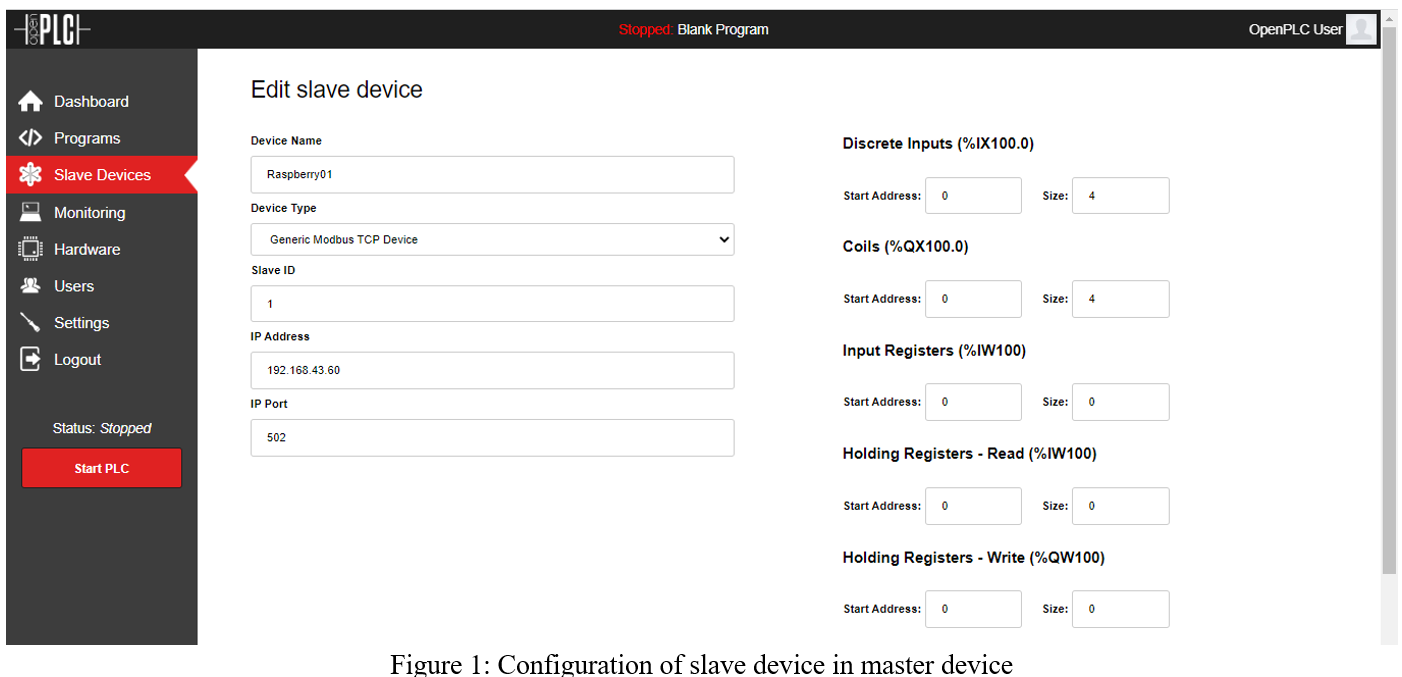 open PLC
Stopped: Blank Program
OpenPLC User
Dashboard
Programs
Slave Devices
Monitoring
Hardware
Users
Settings
Logout
Status: Stopped
Start PLC
Edit slave device
Device Name
Raspberry01
Device Type
Generic Modbus TCP Device
Slave ID
1
IP Address
192.168.43.60
IP Port
502
Discrete Inputs (%IX100.0)
Start Address: 0 Size: 4
Coils (%QX100.0)
Start Address: 0 Size: 4
Input Registers (%IW100)
Start Address: 0 Size: 0
Holding Registers - Read (%IW100)
Start Address: 0 Size: 0
Holding Registers - Write (%QW100)
Start Address: 0 Size: 0
Figure 1: Configuration of slave device in master device